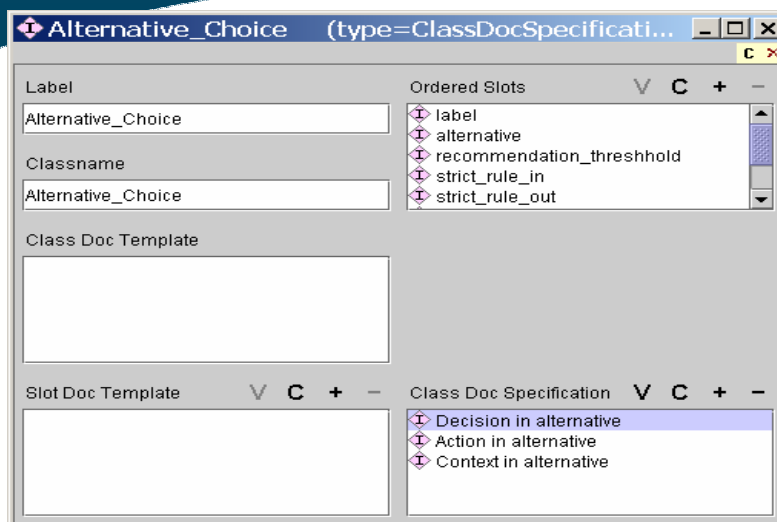 Alternative_Choice (type=ClassDocSpecificati...
C ×
Label
Alternative_Choice
Classname
Alternative_Choice
Class Doc Template
Slot Doc Template V C + −
Ordered Slots V C + −
label
alternative
recommendation_threshhold
strict_rule_in
strict_rule_out
Class Doc Specification V C + −
Decision in alternative
Action in alternative
Context in alternative